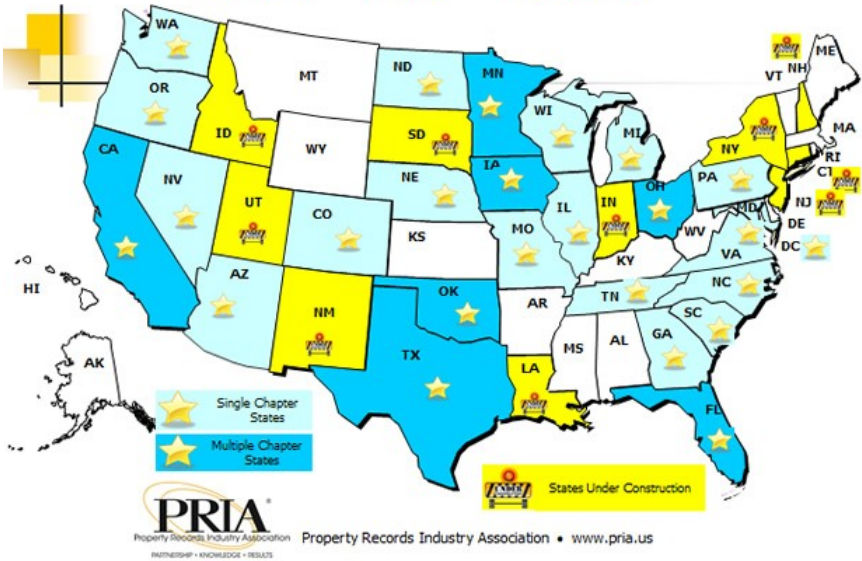 WA
MT
ND
MN
VT
NH
ME
OR
ID
WY
SD
WI
MI
NY
MA
RI
CT
CA
NV
UT
CO
NE
IA
IL
IN
OH
PA
NJ
MD
DE
DC
WV
VA
KS
MO
KY
HI
AZ
NM
OK
AR
TN
NC
SC
AK
TX
LA
MS
AL
GA
FL
Single Chapter
States
Multiple Chapter
States
UNDER
States Under Construction
PRIA®
Property Records Industry Association
PARTNERSHIP • KNOWLEDGE • RESULTS
Property Records Industry Association • www.pria.us